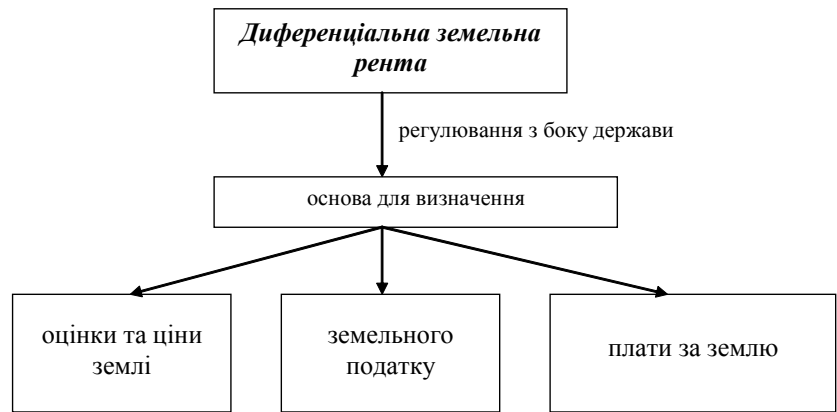 Диференціальна земельна
рента
регулювання з боку держави
основа для визначення
оцінки та ціни
землі
земельного
податку
плати за землю